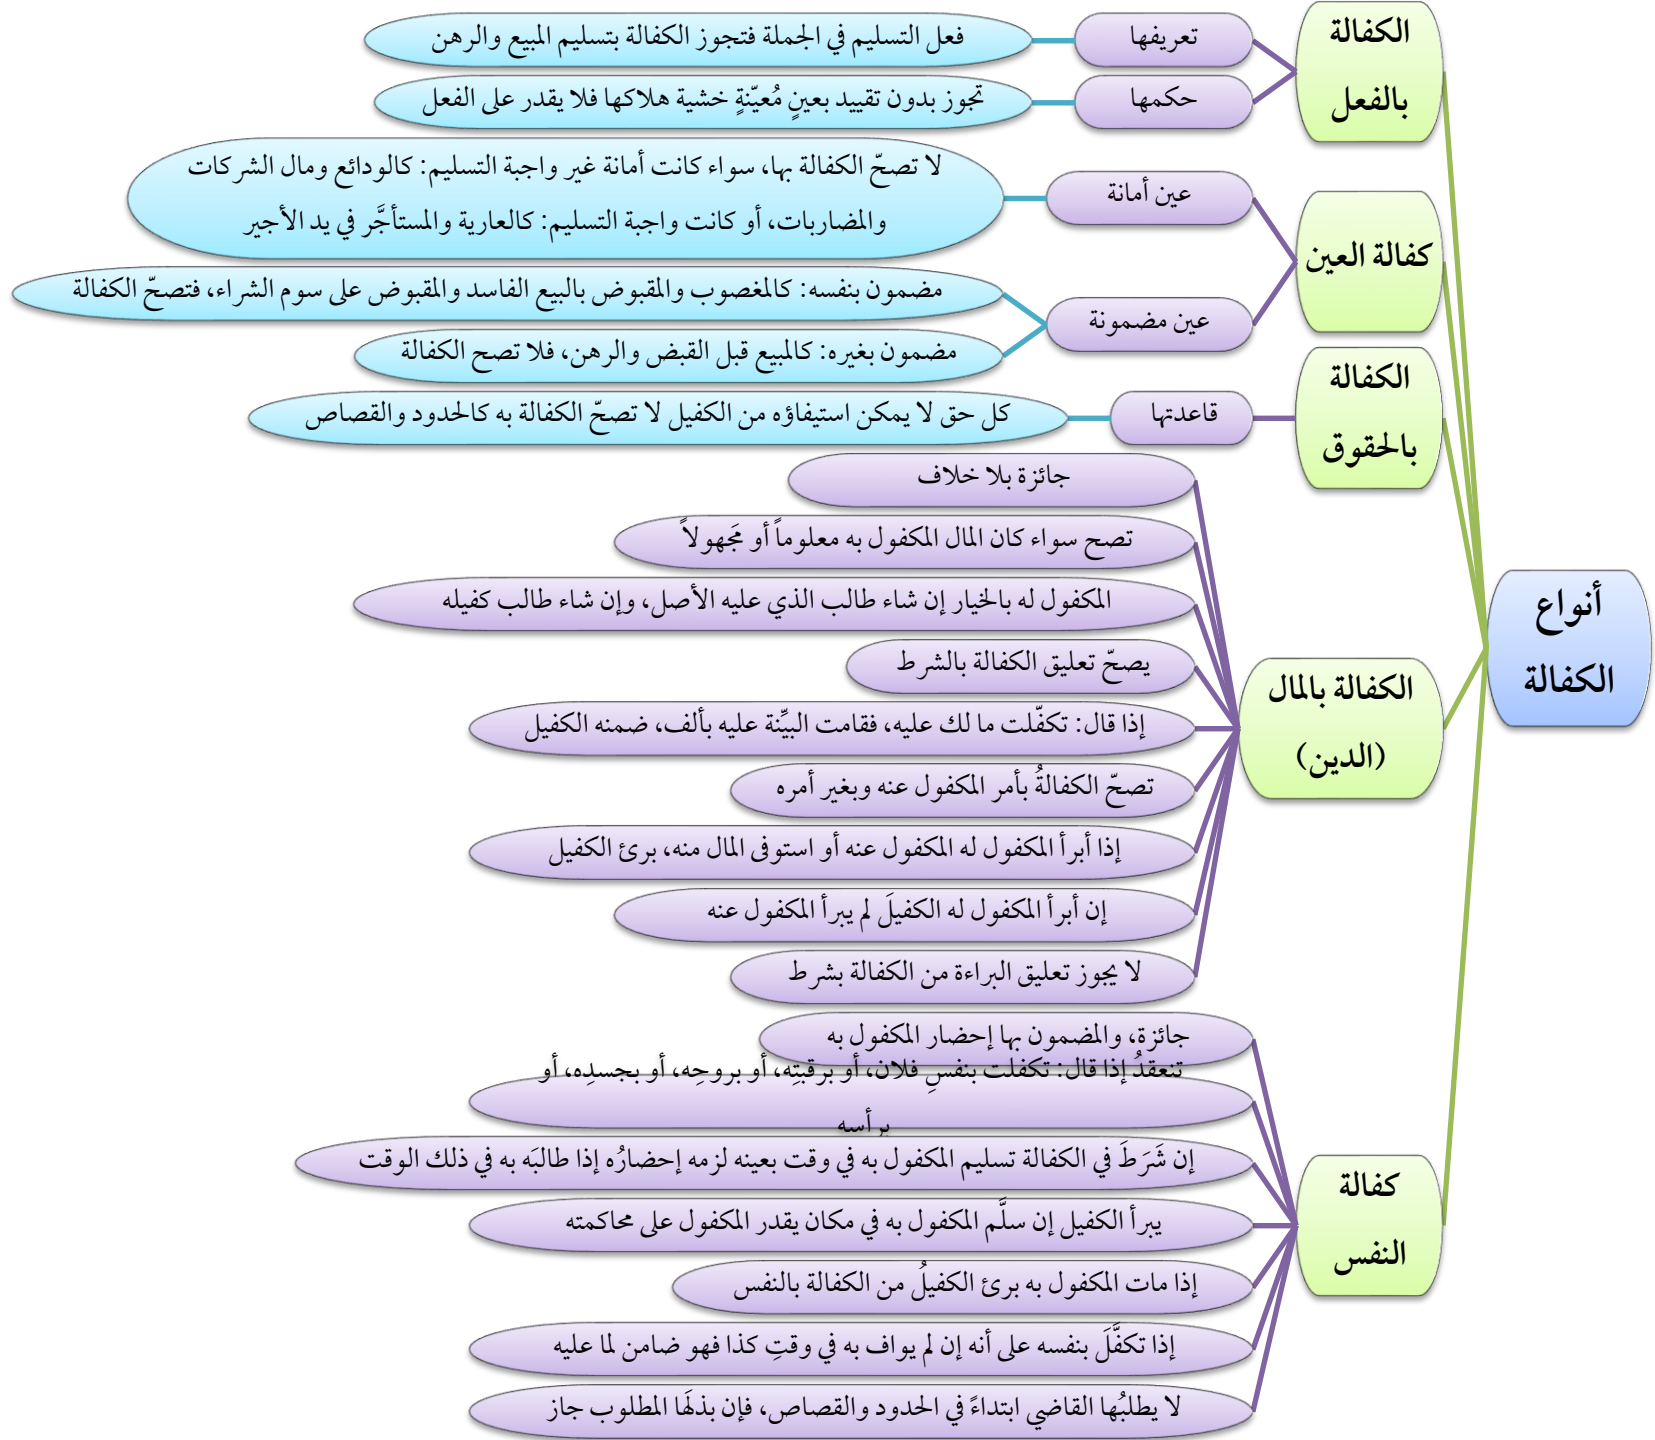 أنواع
الكفالة
الكفالة
بالفعل
تعريفها
فعل التسليم في الجملة فتجوز الكفالة بتسليم المبيع والرهن
حكمها
تجوز بدون تقييد بعينٍ مُعيّنةٍ خشية هلاكها فلا يقدر على الفعل
كفالة العين
عين أمانة
لا تصحّ الكفالة بها، سواء كانت أمانة غير واجبة التسليم: كالودائع ومال الشركات
والمضاربات، أو كانت واجبة التسليم: كالعارية والمستأجَر في يد الأجير
عين مضمونة
مضمون بنفسه: كالمغصوب والمقبوض بالبيع الفاسد والمقبوض على سوم الشراء، فتصحّ الكفالة
مضمون بغيره: كالمبيع قبل القبض والرهن، فلا تصح الكفالة
الكفالة
بالحقوق
قاعدتها
كل حق لا يمكن استيفاؤه من الكفيل لا تصحّ الكفالة به كالحدود والقصاص
الكفالة بالمال
(الدين)
جائزة بلا خلاف
تصح سواء كان المال المكفول به معلوماً أو مَجهولاً
المكفول له بالخيار إن شاء طالب الذي عليه الأصل، وإن شاء طالب كفيله
يصحّ تعليق الكفالة بالشرط
إذا قال: تكفّلت ما لك عليه، فقامت البيِّنة عليه بألف، ضمنه الكفيل
تصحّ الكفالةُ بأمر المكفول عنه وبغير أمره
إذا أبرأ المكفول له المكفول عنه أو استوفى المال منه، برئ الكفيل
إن أبرأ المكفول له الكفيلَ لم يبرأ المكفول عنه
لا يجوز تعليق البراءة من الكفالة بشرط
كفالة
النفس
جائزة، والمضمون بها إحضار المكفول به
تنعقدُ إذا قال: تكفلت بنفسِ فلان، أو برقبتِه، أو بروحِه، أو بجسدِه، أو
برأسه
إن شَرَطَ في الكفالة تسليم المكفول به في وقت بعينه لزمه إحضارُه إذا طالبَه به في ذلك الوقت
يبرأ الكفيل إن سلَّم المكفول به في مكان يقدر المكفول على محاكمته
إذا مات المكفول به برئ الكفيلُ من الكفالة بالنفس
إذا تكفَّلَ بنفسه على أنه إن لم يواف به في وقتِ كذا فهو ضامن لما عليه
لا يطلبُها القاضي ابتداءً في الحدود والقصاص، فإن بذلَها المطلوب جاز